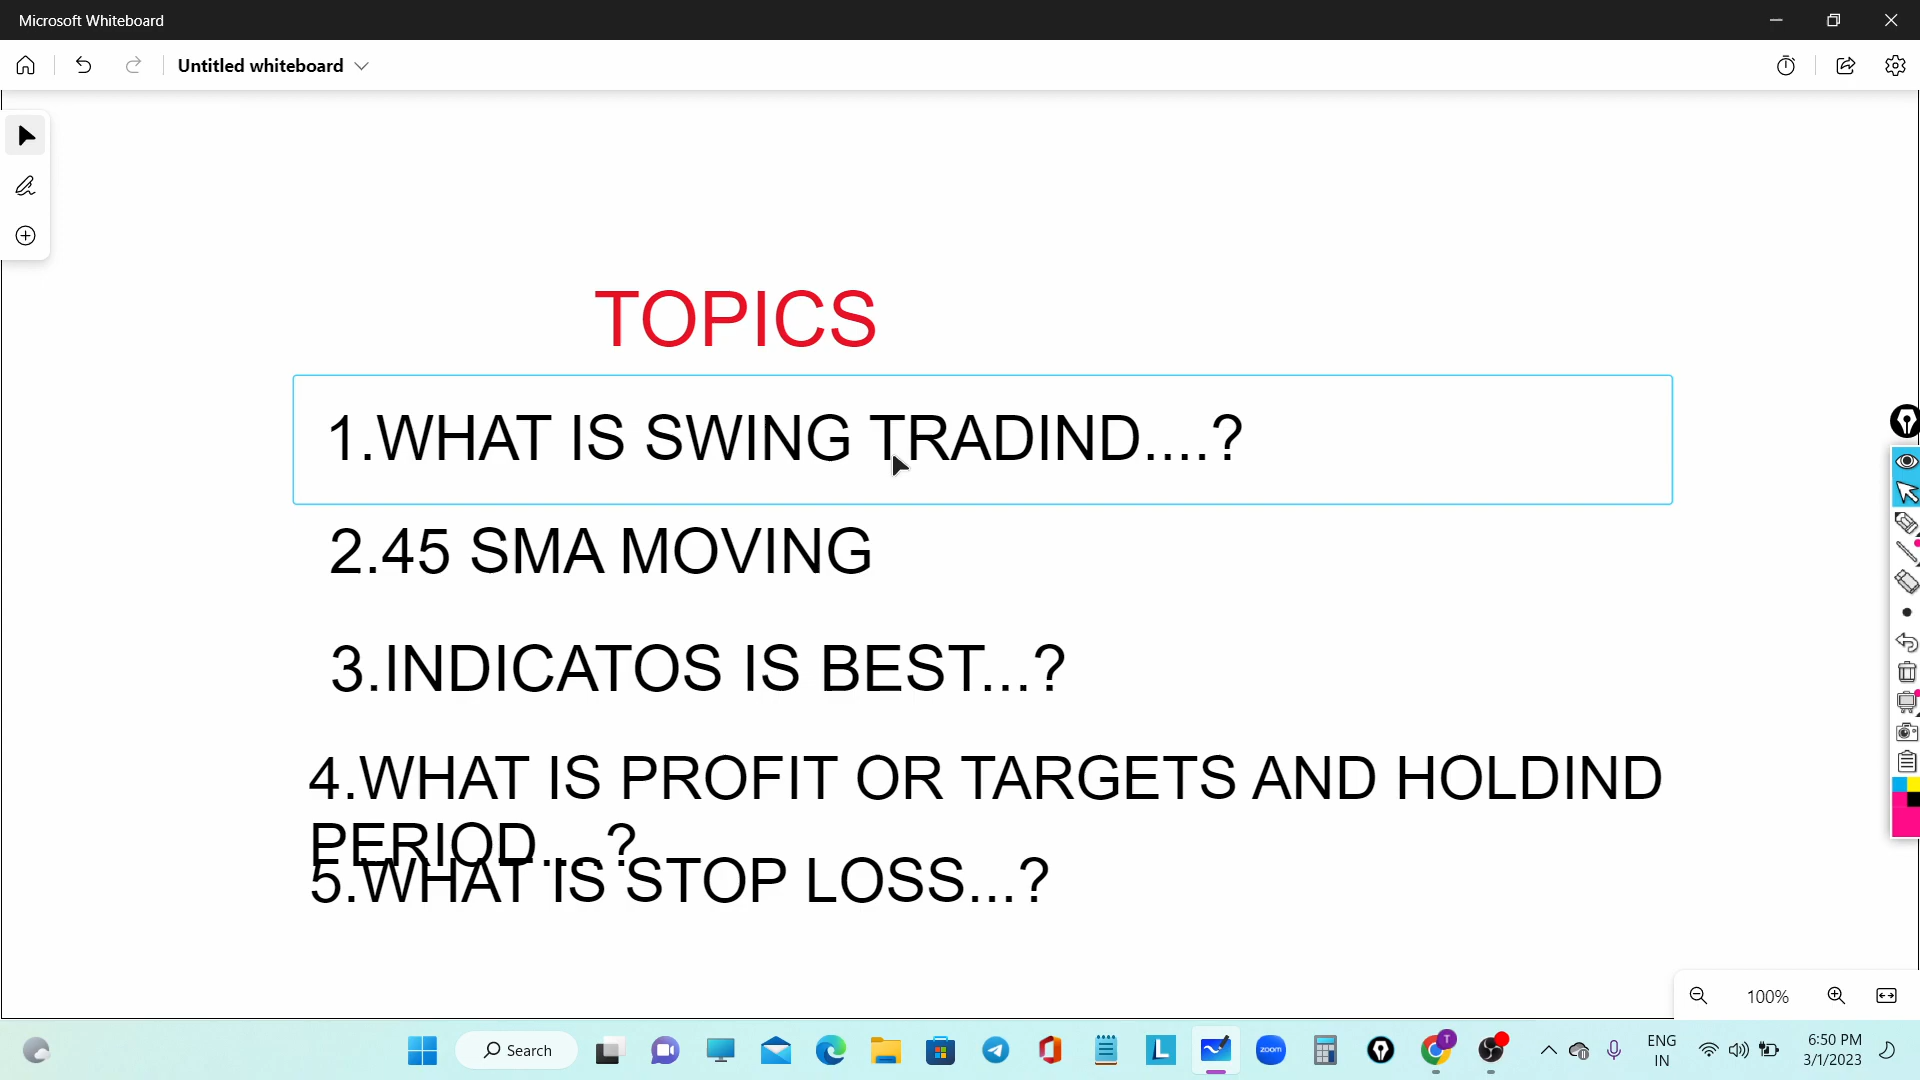 Microsoft Whiteboard
Untitled whiteboard
TOPICS
1.WHAT IS SWING TRADIND....?
2.45 SMA MOVING
3.INDICATOS IS BEST...?
4.WHAT IS PROFIT OR TARGETS AND HOLDIND
PERIOD....?
5.WHAT IS STOP LOSS...?
100%
Search
L
zoom
T
ENG
IN
6:50 PM
3/1/2023